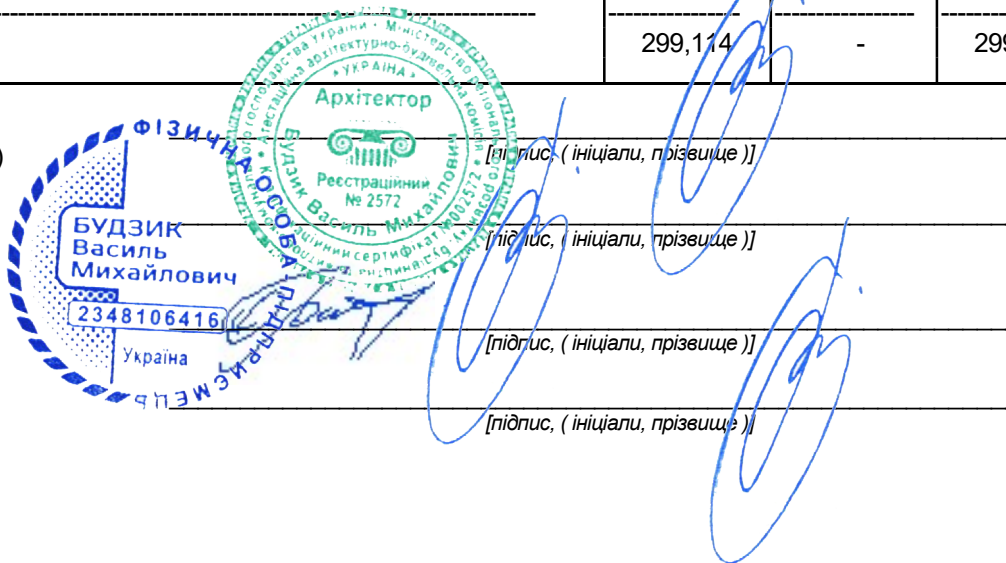 299,114 - 299
)
[підпис, ( ініціали, прізвище )]
[підпис, ( ініціали, прізвище )]
[підпис, ( ініціали, прізвище )]
[підпис, ( ініціали, прізвище )]
УКРАЇНА
Архітектор
Реєстраційний
№ 2572
Будзик Василь Михайлович
ФІЗИЧНА ОСОБА ПІДПРИЄМЕЦЬ
БУДЗИК
Василь
Михайлович
2348106416
Україна